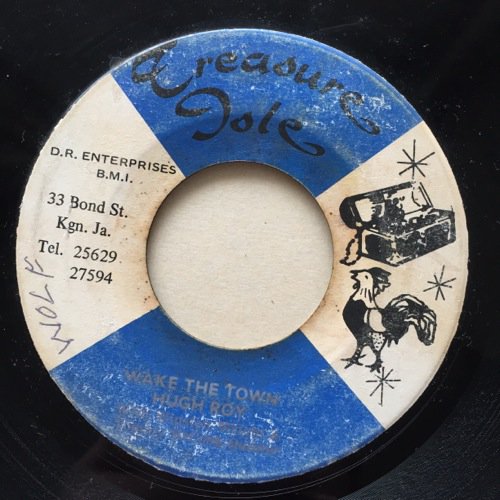 Treasure
Isle
D.R. ENTERPRISES
B.M.I.
33 Bond St.
Kgn. Ja.
Tel. 25629
27594
WOLF
WAKE THE TOWN
HUGH ROY